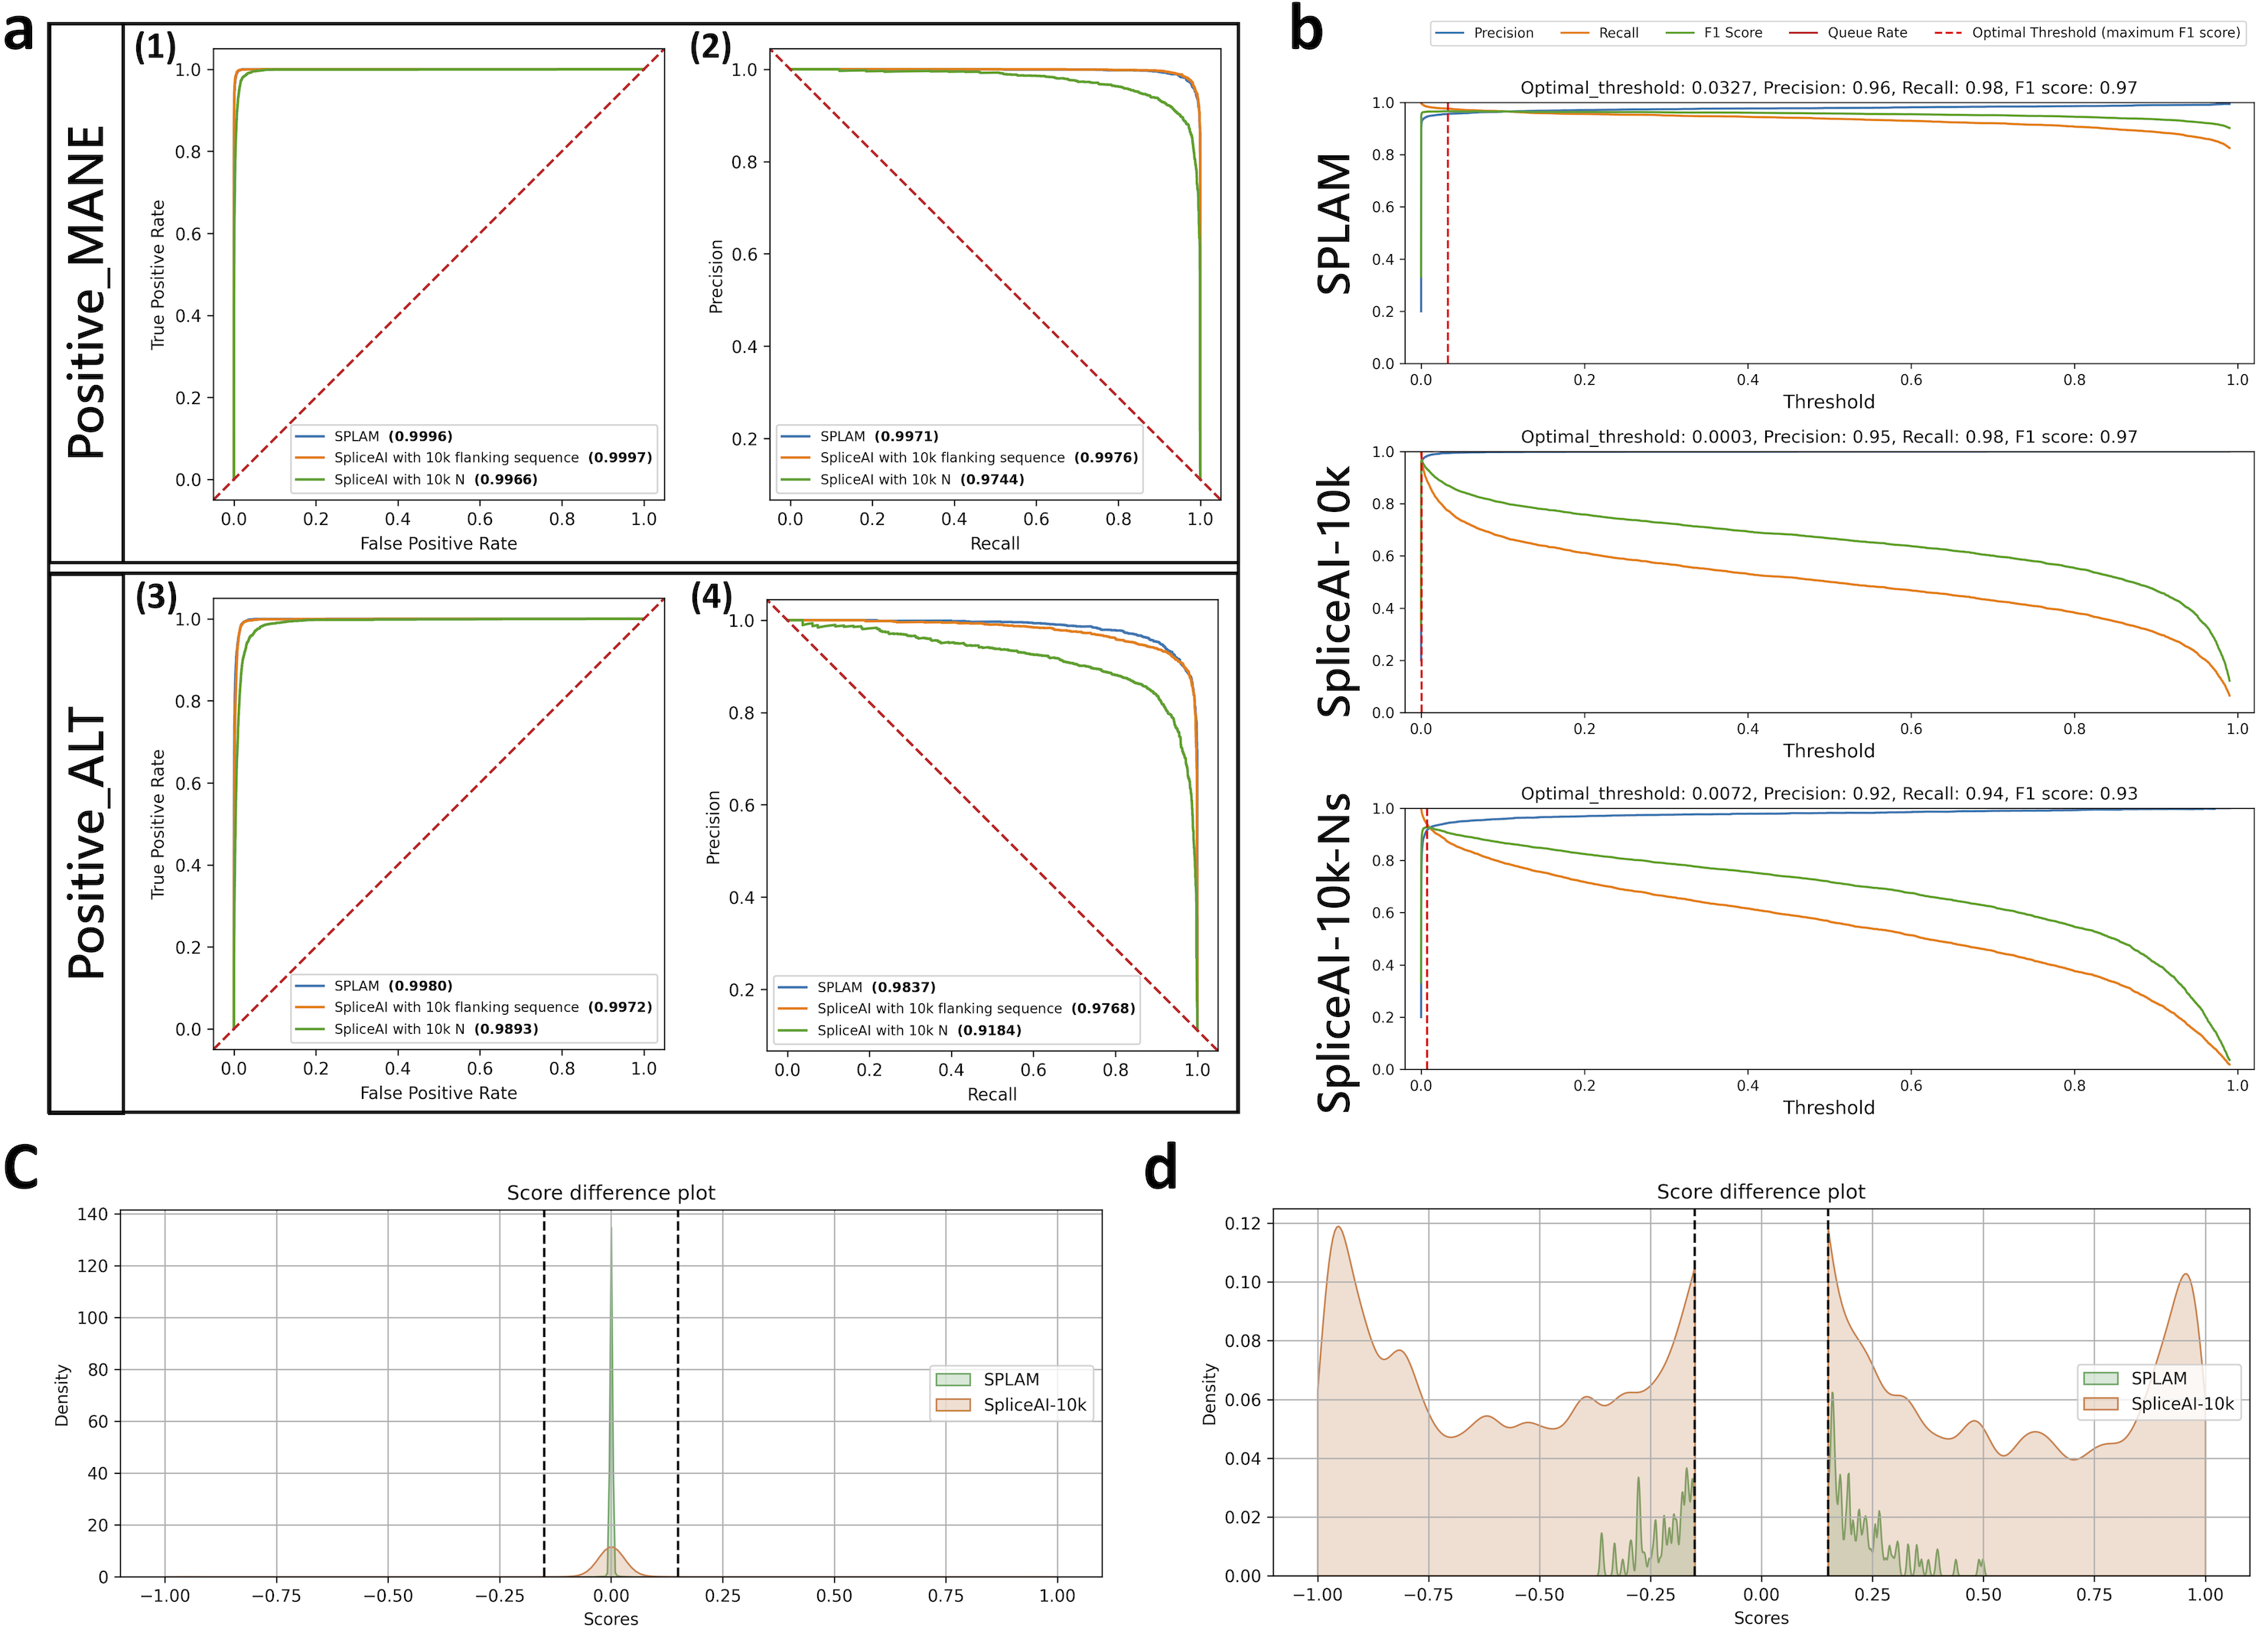 a
Positive_MANE
(1)
True Positive Rate
1.0
0.8
0.6
0.4
0.2
0.0
SPLAM (0.9996)
SpliceAI with 10k flanking sequence (0.9997)
SpliceAI with 10k N (0.9966)
0.0 0.2 0.4 0.6 0.8 1.0
False Positive Rate
(2)
Precision
1.0
0.8
0.6
0.4
0.2
SPLAM (0.9971)
SpliceAI with 10k flanking sequence (0.9976)
SpliceAI with 10k N (0.9744)
0.0 0.2 0.4 0.6 0.8 1.0
Recall
Positive_ALT
(3)
True Positive Rate
1.0
0.8
0.6
0.4
0.2
0.0
SPLAM (0.9980)
SpliceAI with 10k flanking sequence (0.9972)
SpliceAI with 10k N (0.9893)
0.0 0.2 0.4 0.6 0.8 1.0
False Positive Rate
(4)
Precision
1.0
0.8
0.6
0.4
0.2
SPLAM (0.9837)
SpliceAI with 10k flanking sequence (0.9768)
SpliceAI with 10k N (0.9184)
0.0 0.2 0.4 0.6 0.8 1.0
Recall
b
Precision Recall F1 Score Queue Rate Optimal Threshold (maximum F1 score)
SPLAM
Optimal_threshold: 0.0327, Precision: 0.96, Recall: 0.98, F1 score: 0.97
1.0
0.8
0.6
0.4
0.2
0.0
0.0 0.2 0.4 0.6 0.8 1.0
Threshold
SpliceAI-10k
Optimal_threshold: 0.0003, Precision: 0.95, Recall: 0.98, F1 score: 0.97
1.0
0.8
0.6
0.4
0.2
0.0
0.0 0.2 0.4 0.6 0.8 1.0
Threshold
SpliceAI-10k-Ns
Optimal_threshold: 0.0072, Precision: 0.92, Recall: 0.94, F1 score: 0.93
1.0
0.8
0.6
0.4
0.2
0.0
0.0 0.2 0.4 0.6 0.8 1.0
Threshold
C
Score difference plot
Density
140
120
100
80
60
40
20
0
SPLAM
SpliceAI-10k
−1.00 −0.75 −0.50 −0.25 0.00 0.25 0.50 0.75 1.00
Scores
d
Score difference plot
Density
0.12
0.10
0.08
0.06
0.04
0.02
0.00
SPLAM
SpliceAI-10k
−1.00 −0.75 −0.50 −0.25 0.00 0.25 0.50 0.75 1.00
Scores